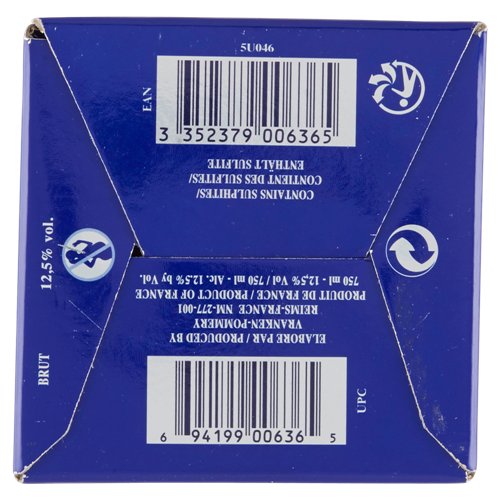 5U046
EAN
3 352379 006365
CONTAINS SULPHITES/
CONTIENT DES SULFITES/
ENTHÄLT SULFITE
12,5% vol.
BRUT
ELABORE PAR / PRODUCED BY
VRANKEN-POMMERY
REIMS-FRANCE NM-277-001
PRODUIT DE FRANCE / PRODUCT OF FRANCE
750 ml - 12,5% Vol / 750 ml - Alc. 12.5% by Vol.
UPC
6 94199 00636 5